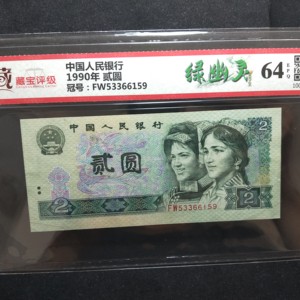 藏 藏宝评级
中国人民银行
1990年 贰圆
冠号：FW53366159
绿幽灵
64 EPQ
中国人民银行
贰圆
2
2
FW53366159